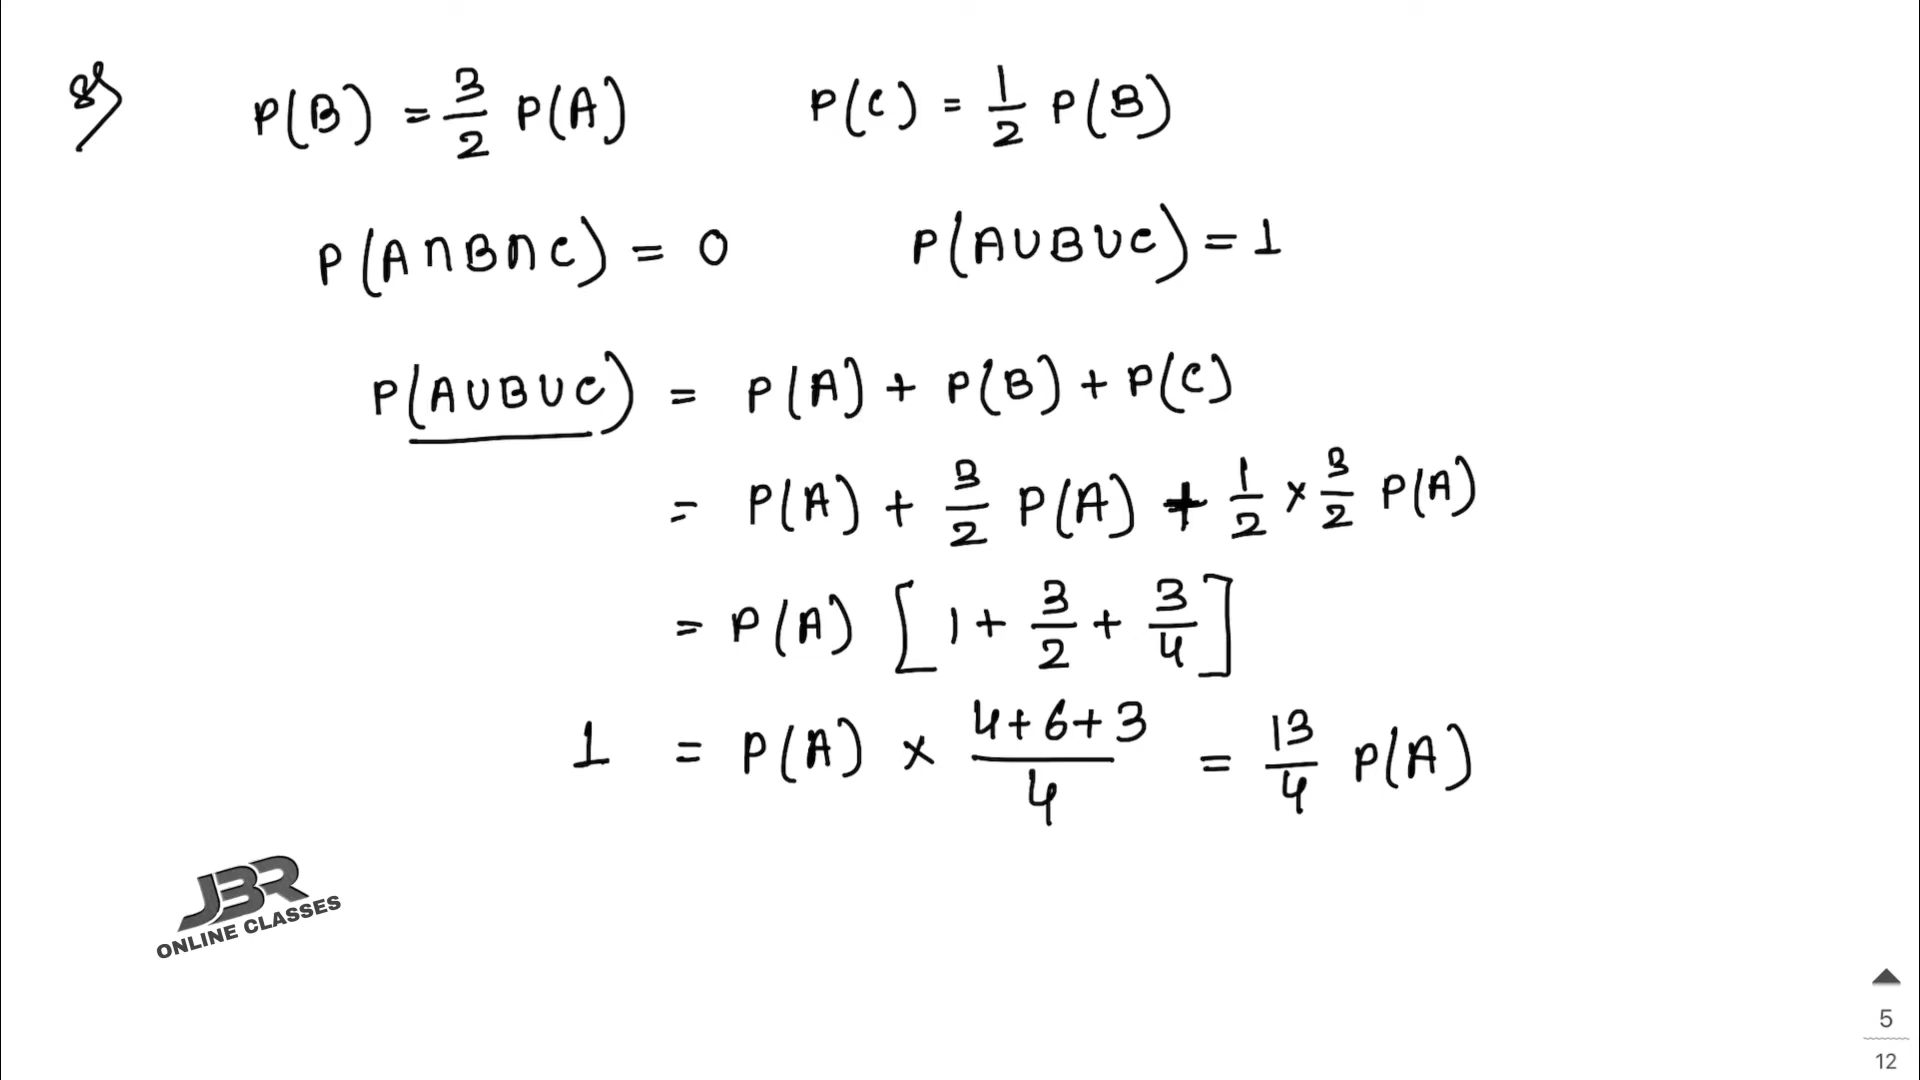 8)
P(B) = 3/2 P(A) P(C) = 1/2 P(B)
P(A∩B∩C) = 0 P(A∪B∪C) = 1
P(A∪B∪C) = P(A) + P(B) + P(C)
= P(A) + 3/2 P(A) + 1/2 × 3/2 P(A)
= P(A) [1 + 3/2 + 3/4]
1 = P(A) × (4+6+3)/4 = 13/4 P(A)
JBR
ONLINE CLASSES
5
12